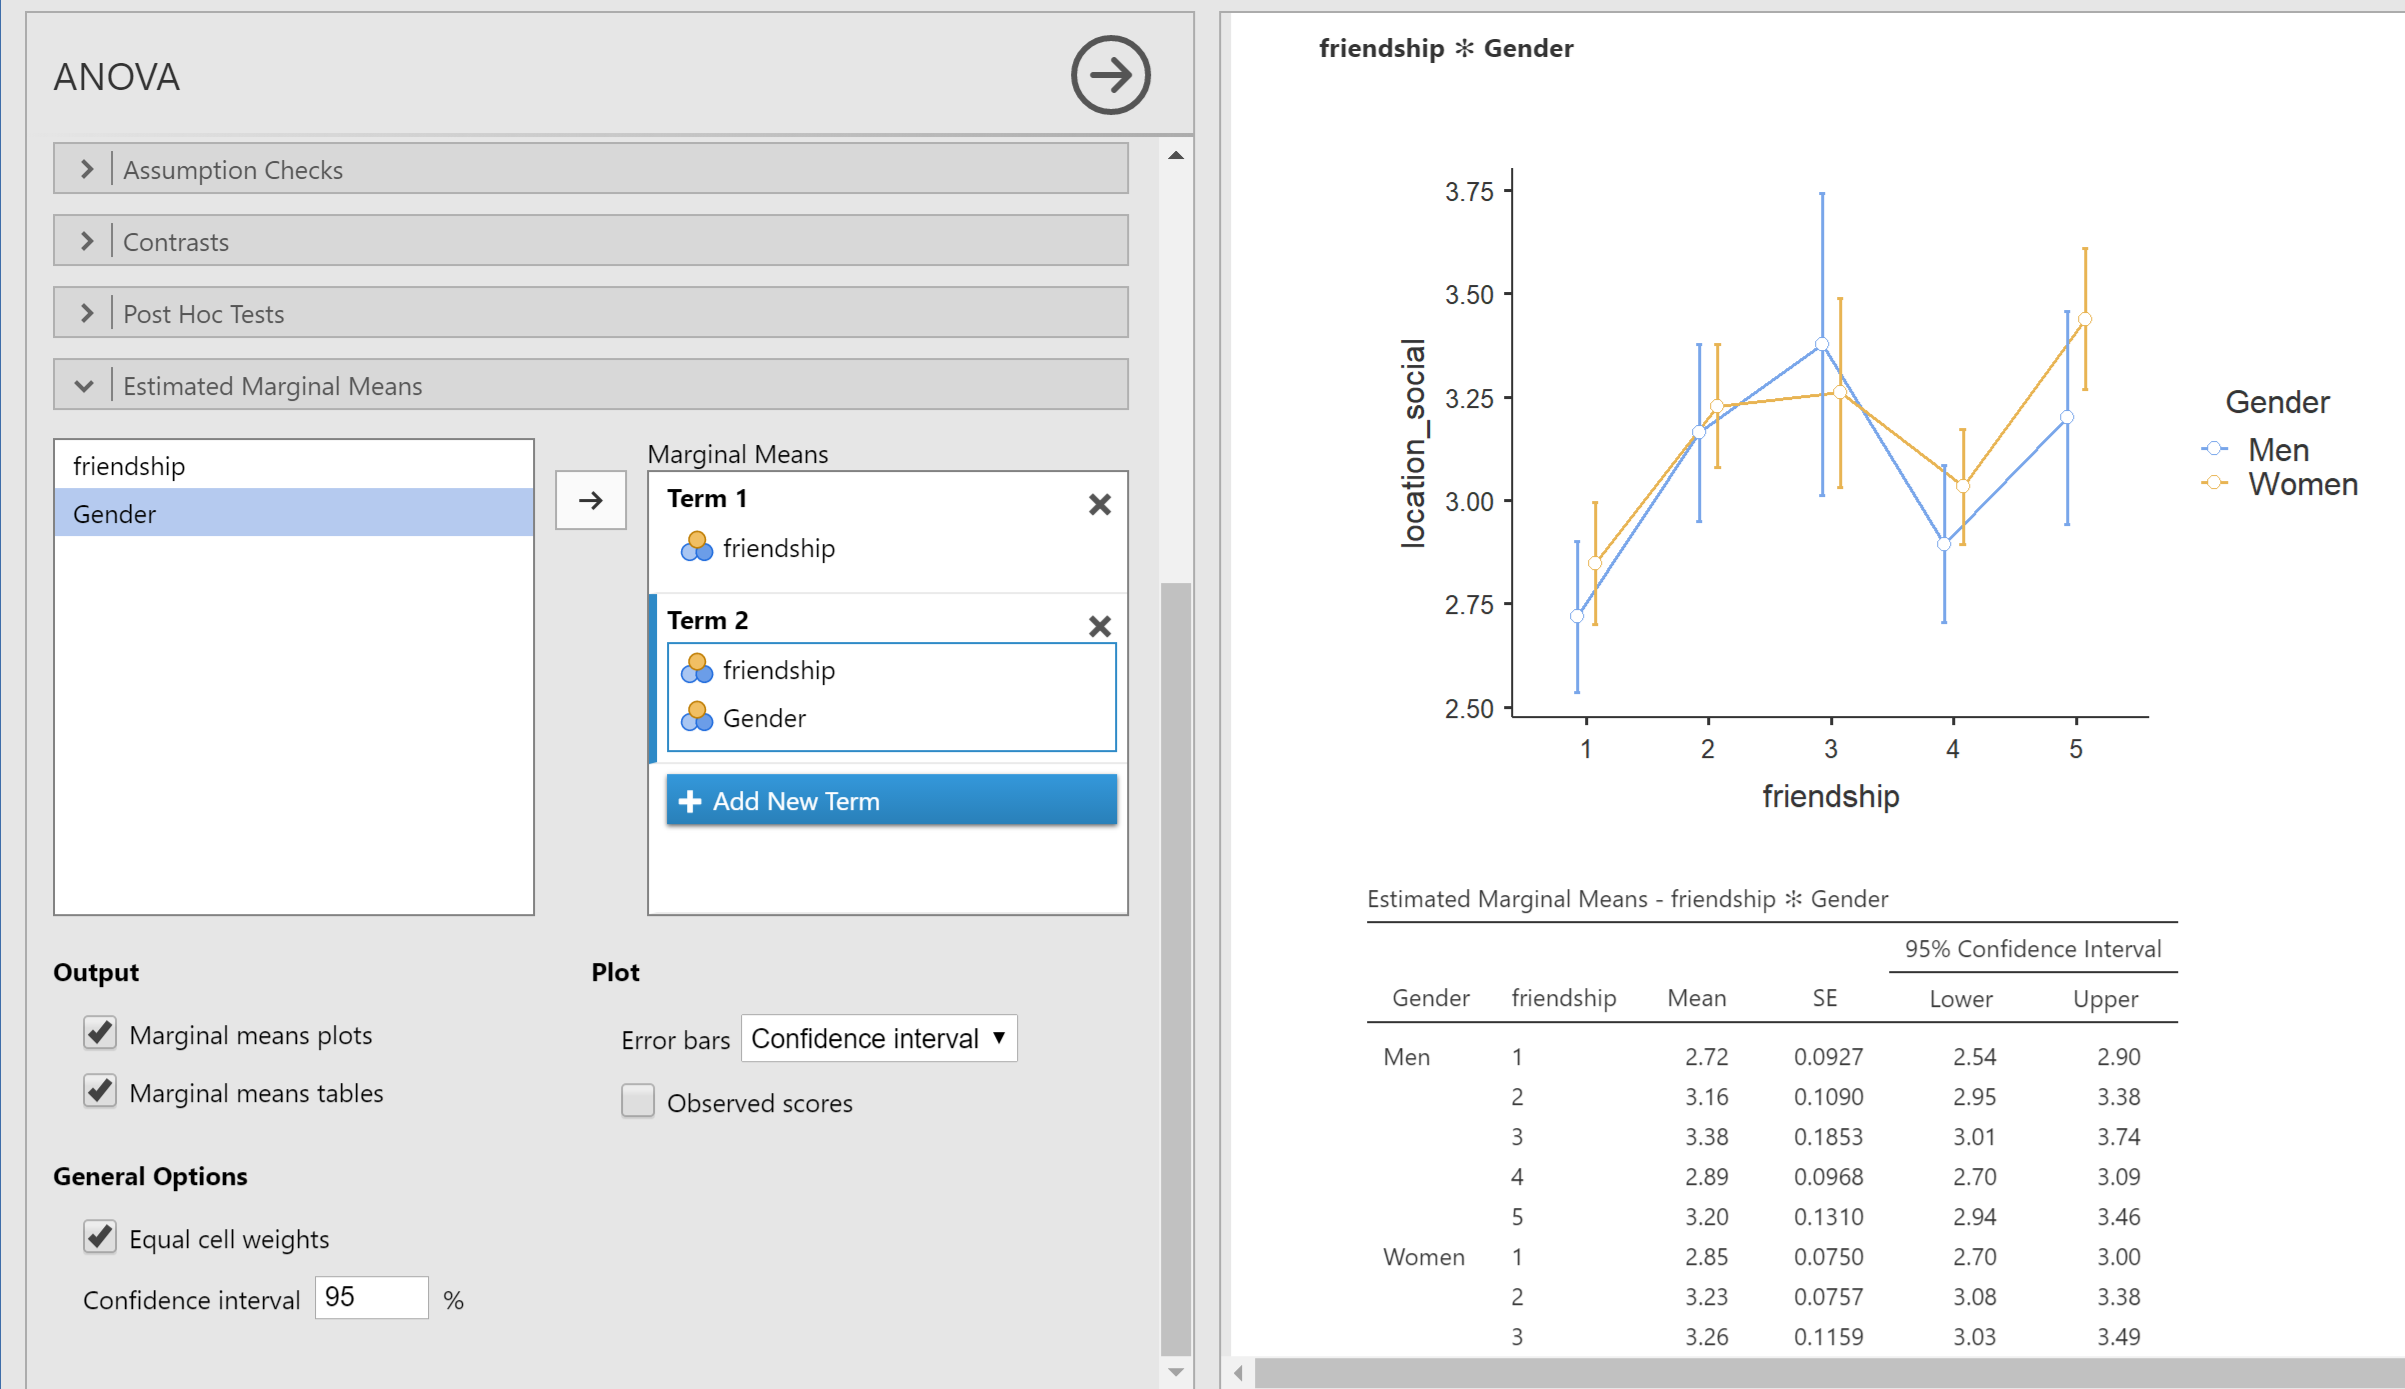 ANOVA
Assumption Checks
Contrasts
Post Hoc Tests
Estimated Marginal Means
friendship
Gender
Marginal Means
Term 1
friendship
Term 2
friendship
Gender
Add New Term
Output
Marginal means plots
Marginal means tables
Plot
Error bars Confidence interval
Observed scores
General Options
Equal cell weights
Confidence interval 95 %
friendship ✻ Gender
3.75
3.50
3.25
3.00
2.75
2.50
location_social
1 2 3 4 5
friendship
Gender
Men
Women
Estimated Marginal Means - friendship ✻ Gender
95% Confidence Interval
Gender friendship Mean SE Lower Upper
Men 1 2.72 0.0927 2.54 2.90
2 3.16 0.1090 2.95 3.38
3 3.38 0.1853 3.01 3.74
4 2.89 0.0968 2.70 3.09
5 3.20 0.1310 2.94 3.46
Women 1 2.85 0.0750 2.70 3.00
2 3.23 0.0757 3.08 3.38
3 3.26 0.1159 3.03 3.49